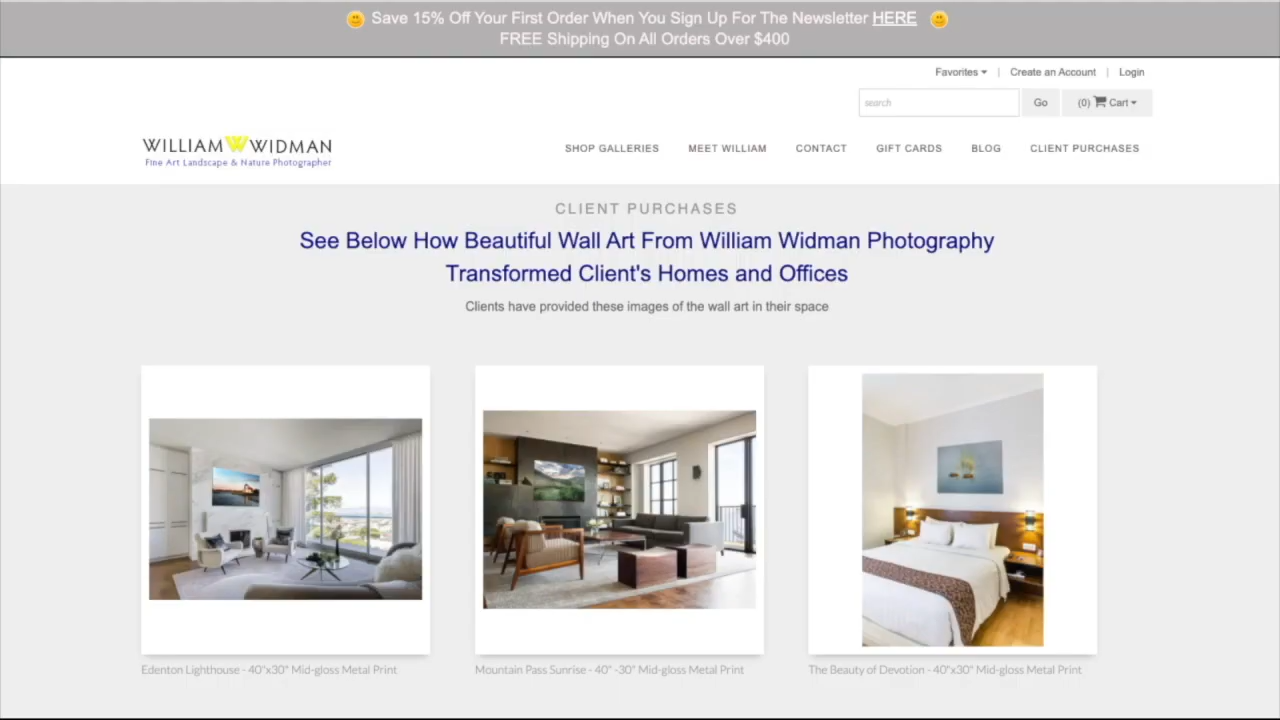 Save 15% Off Your First Order When You Sign Up For The Newsletter HERE
FREE Shipping On All Orders Over $400
Favorites | Create an Account | Login
search Go (0) Cart
WILLIAM W WIDMAN
Fine Art Landscape & Nature Photographer
SHOP GALLERIES MEET WILLIAM CONTACT GIFT CARDS BLOG CLIENT PURCHASES
CLIENT PURCHASES
See Below How Beautiful Wall Art From William Widman Photography
Transformed Client's Homes and Offices
Clients have provided these images of the wall art in their space
Edenton Lighthouse - 40"x30" Mid-gloss Metal Print
Mountain Pass Sunrise - 40" -30" Mid-gloss Metal Print
The Beauty of Devotion - 40"x30" Mid-gloss Metal Print